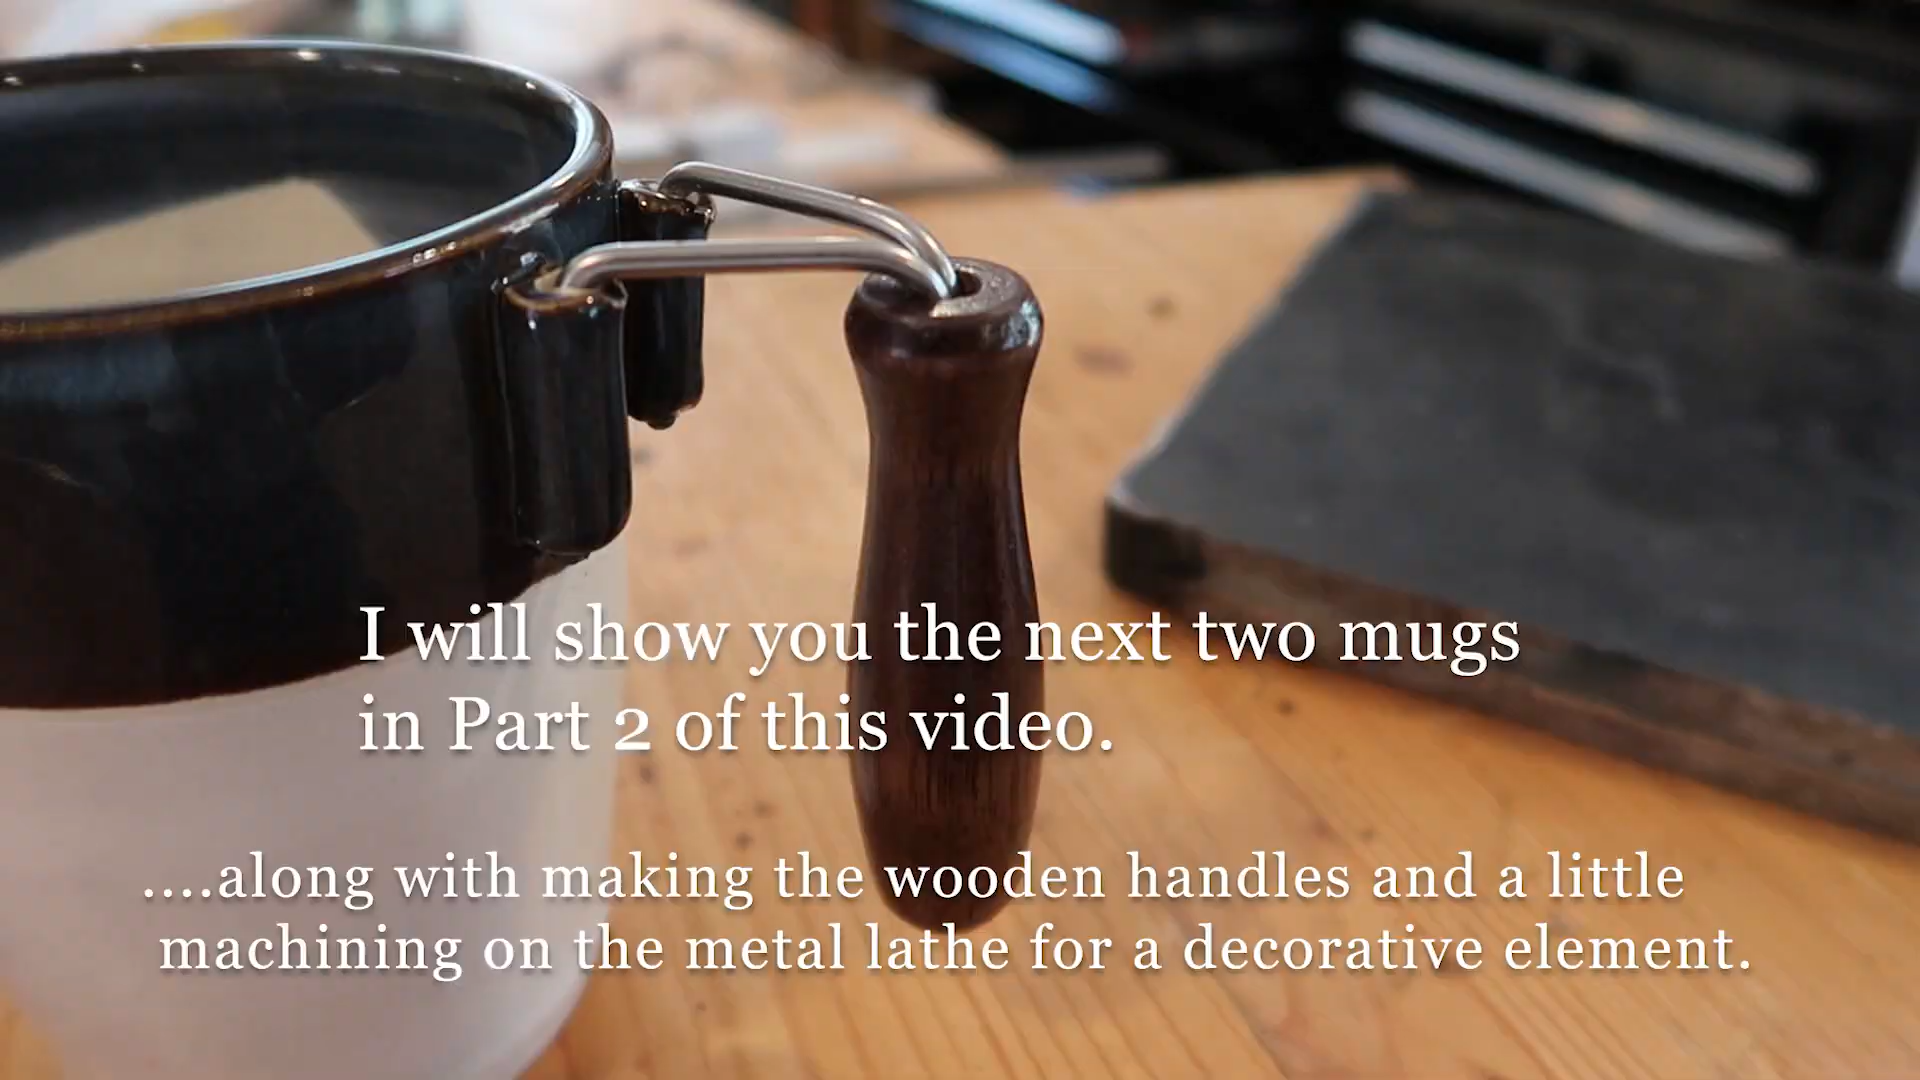 I will show you the next two mugs
in Part 2 of this video.
....along with making the wooden handles and a little
machining on the metal lathe for a decorative element.